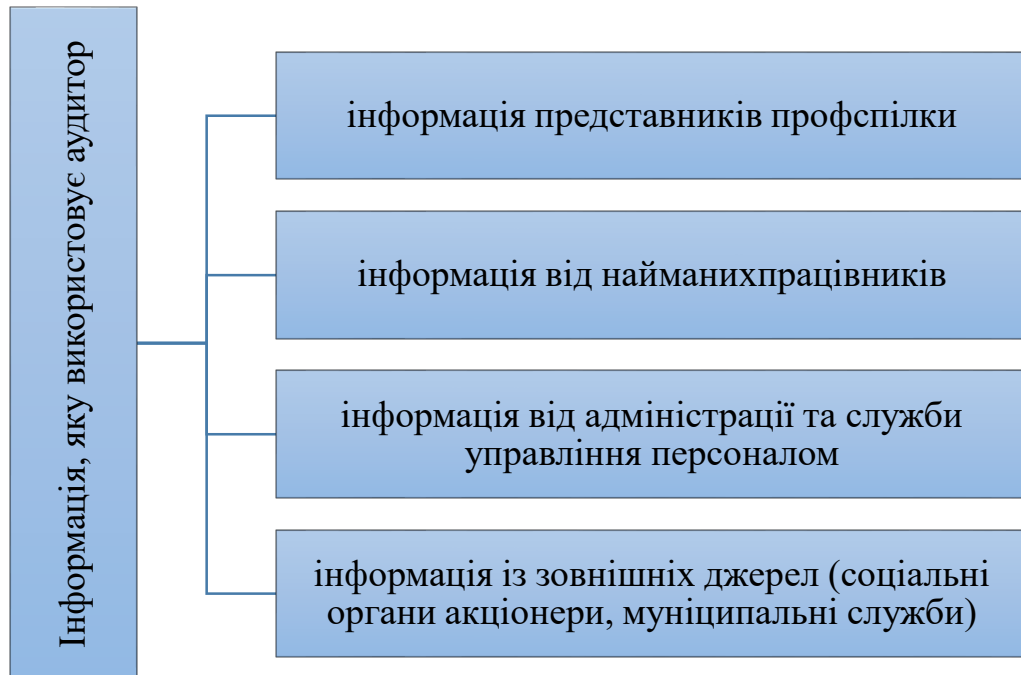 Інформація, яку використовує аудитор
інформація представників профспілки
інформація від найманихпрацівників
інформація від адміністрації та служби
управління персоналом
інформація із зовнішніх джерел (соціальні
органи акціонери, муніципальні служби)